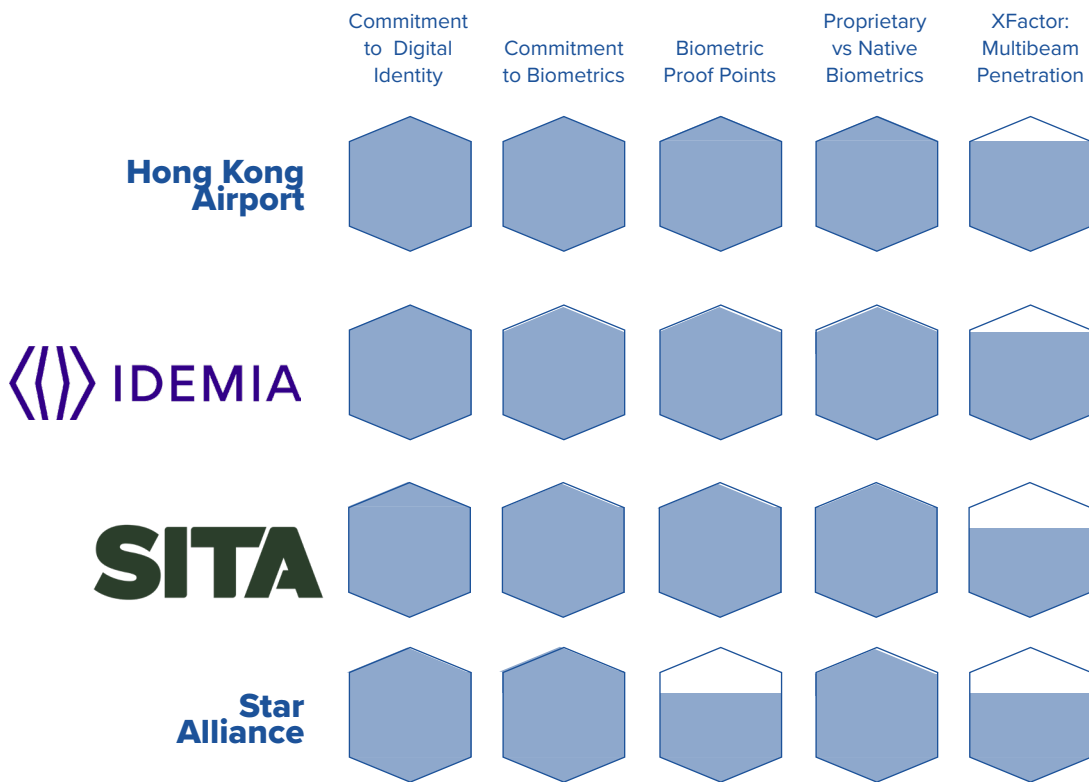 Commitment
to Digital
Identity
Commitment
to Biometrics
Biometric
Proof Points
Proprietary
vs Native
Biometrics
XFactor:
Multibeam
Penetration
Hong Kong
Airport
IDEMIA
SITA
Star
Alliance